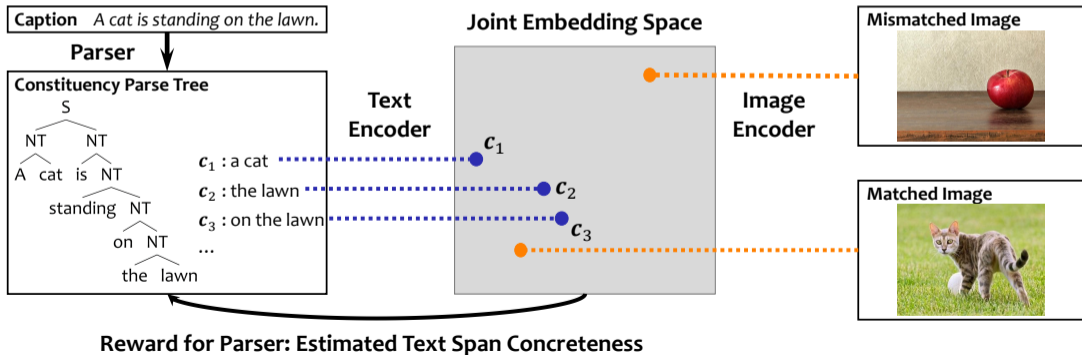 Caption A cat is standing on the lawn.
Parser
Constituency Parse Tree
S
NT NT
A cat is NT
standing NT
on NT
the lawn
c1 : a cat
c2 : the lawn
c3 : on the lawn
...
Text
Encoder
Joint Embedding Space
c1
c2
c3
Image
Encoder
Mismatched Image
Matched Image
Reward for Parser: Estimated Text Span Concreteness